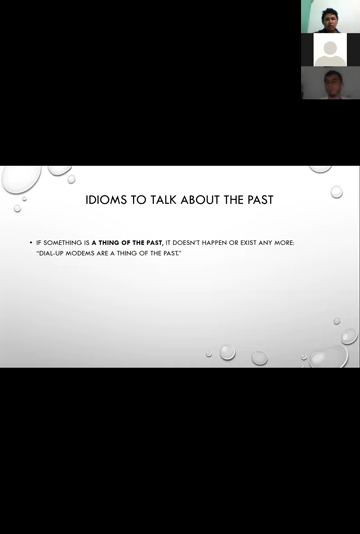 IDIOMS TO TALK ABOUT THE PAST
• IF SOMETHING IS A THING OF THE PAST, IT DOESN'T HAPPEN OR EXIST ANY MORE:
"DIAL-UP MODEMS ARE A THING OF THE PAST."